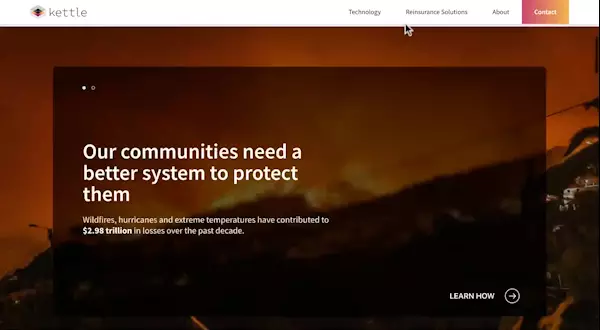 kettle
Technology
Reinsurance Solutions
About
Contact
Our communities need a
better system to protect
them
Wildfires, hurricanes and extreme temperatures have contributed to
$2.98 trillion in losses over the past decade.
LEARN HOW